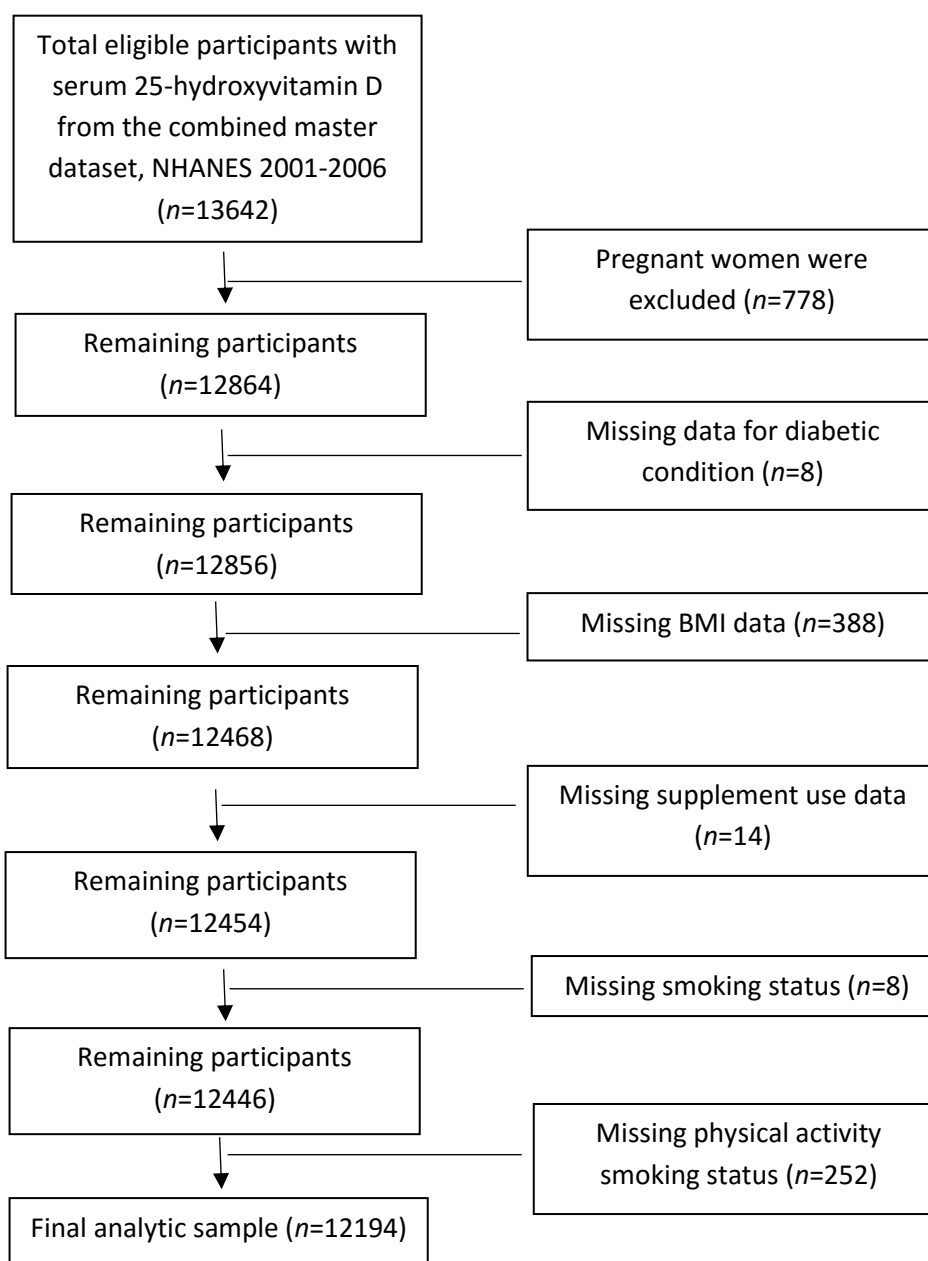 Total eligible participants with
serum 25-hydroxyvitamin D
from the combined master
dataset, NHANES 2001-2006
(n=13642)
Pregnant women were
excluded (n=778)
Remaining participants
(n=12864)
Missing data for diabetic
condition (n=8)
Remaining participants
(n=12856)
Missing BMI data (n=388)
Remaining participants
(n=12468)
Missing supplement use data
(n=14)
Remaining participants
(n=12454)
Missing smoking status (n=8)
Remaining participants
(n=12446)
Missing physical activity
smoking status (n=252)
Final analytic sample (n=12194)